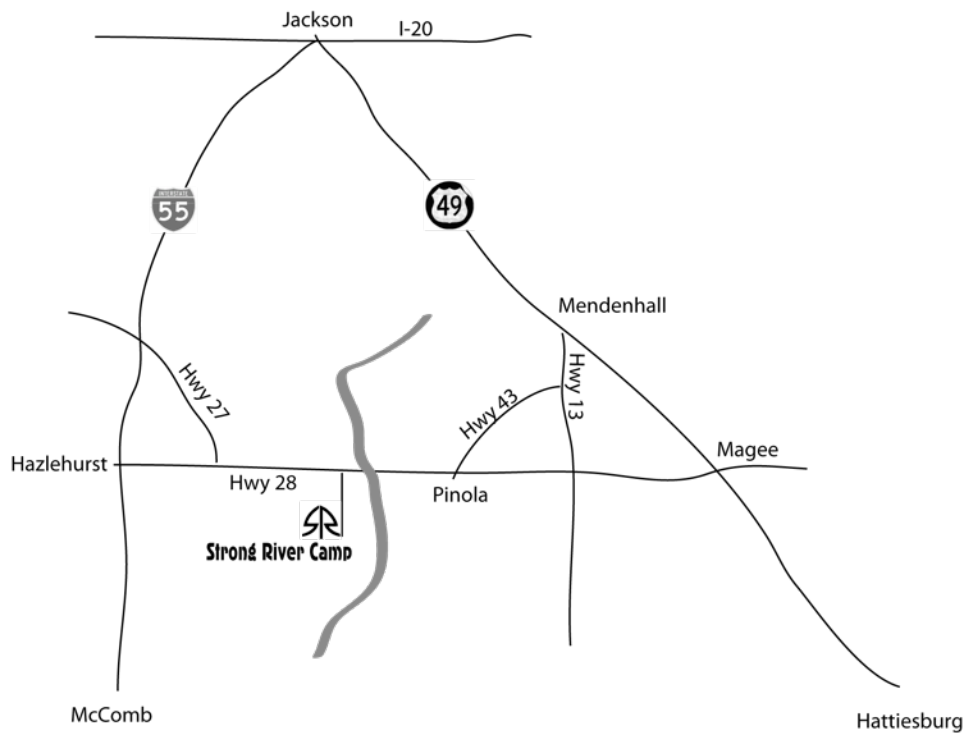 Jackson
I-20
INTERSTATE
55
49
Mendenhall
Hwy 27
Hwy 43
Hwy 13
Hazlehurst
Hwy 28
Magee
Pinola
SR
Strong River Camp
McComb
Hattiesburg